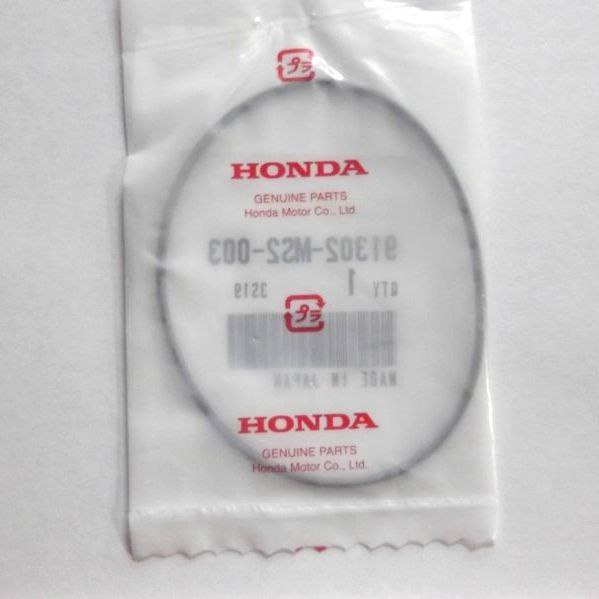 プラ
HONDA
GENUINE PARTS
Honda Motor Co., Ltd.
91302-MS2-003
QTY 1 3S19
プラ
MADE IN JAPAN
HONDA
GENUINE PARTS
Honda Motor Co., Ltd.